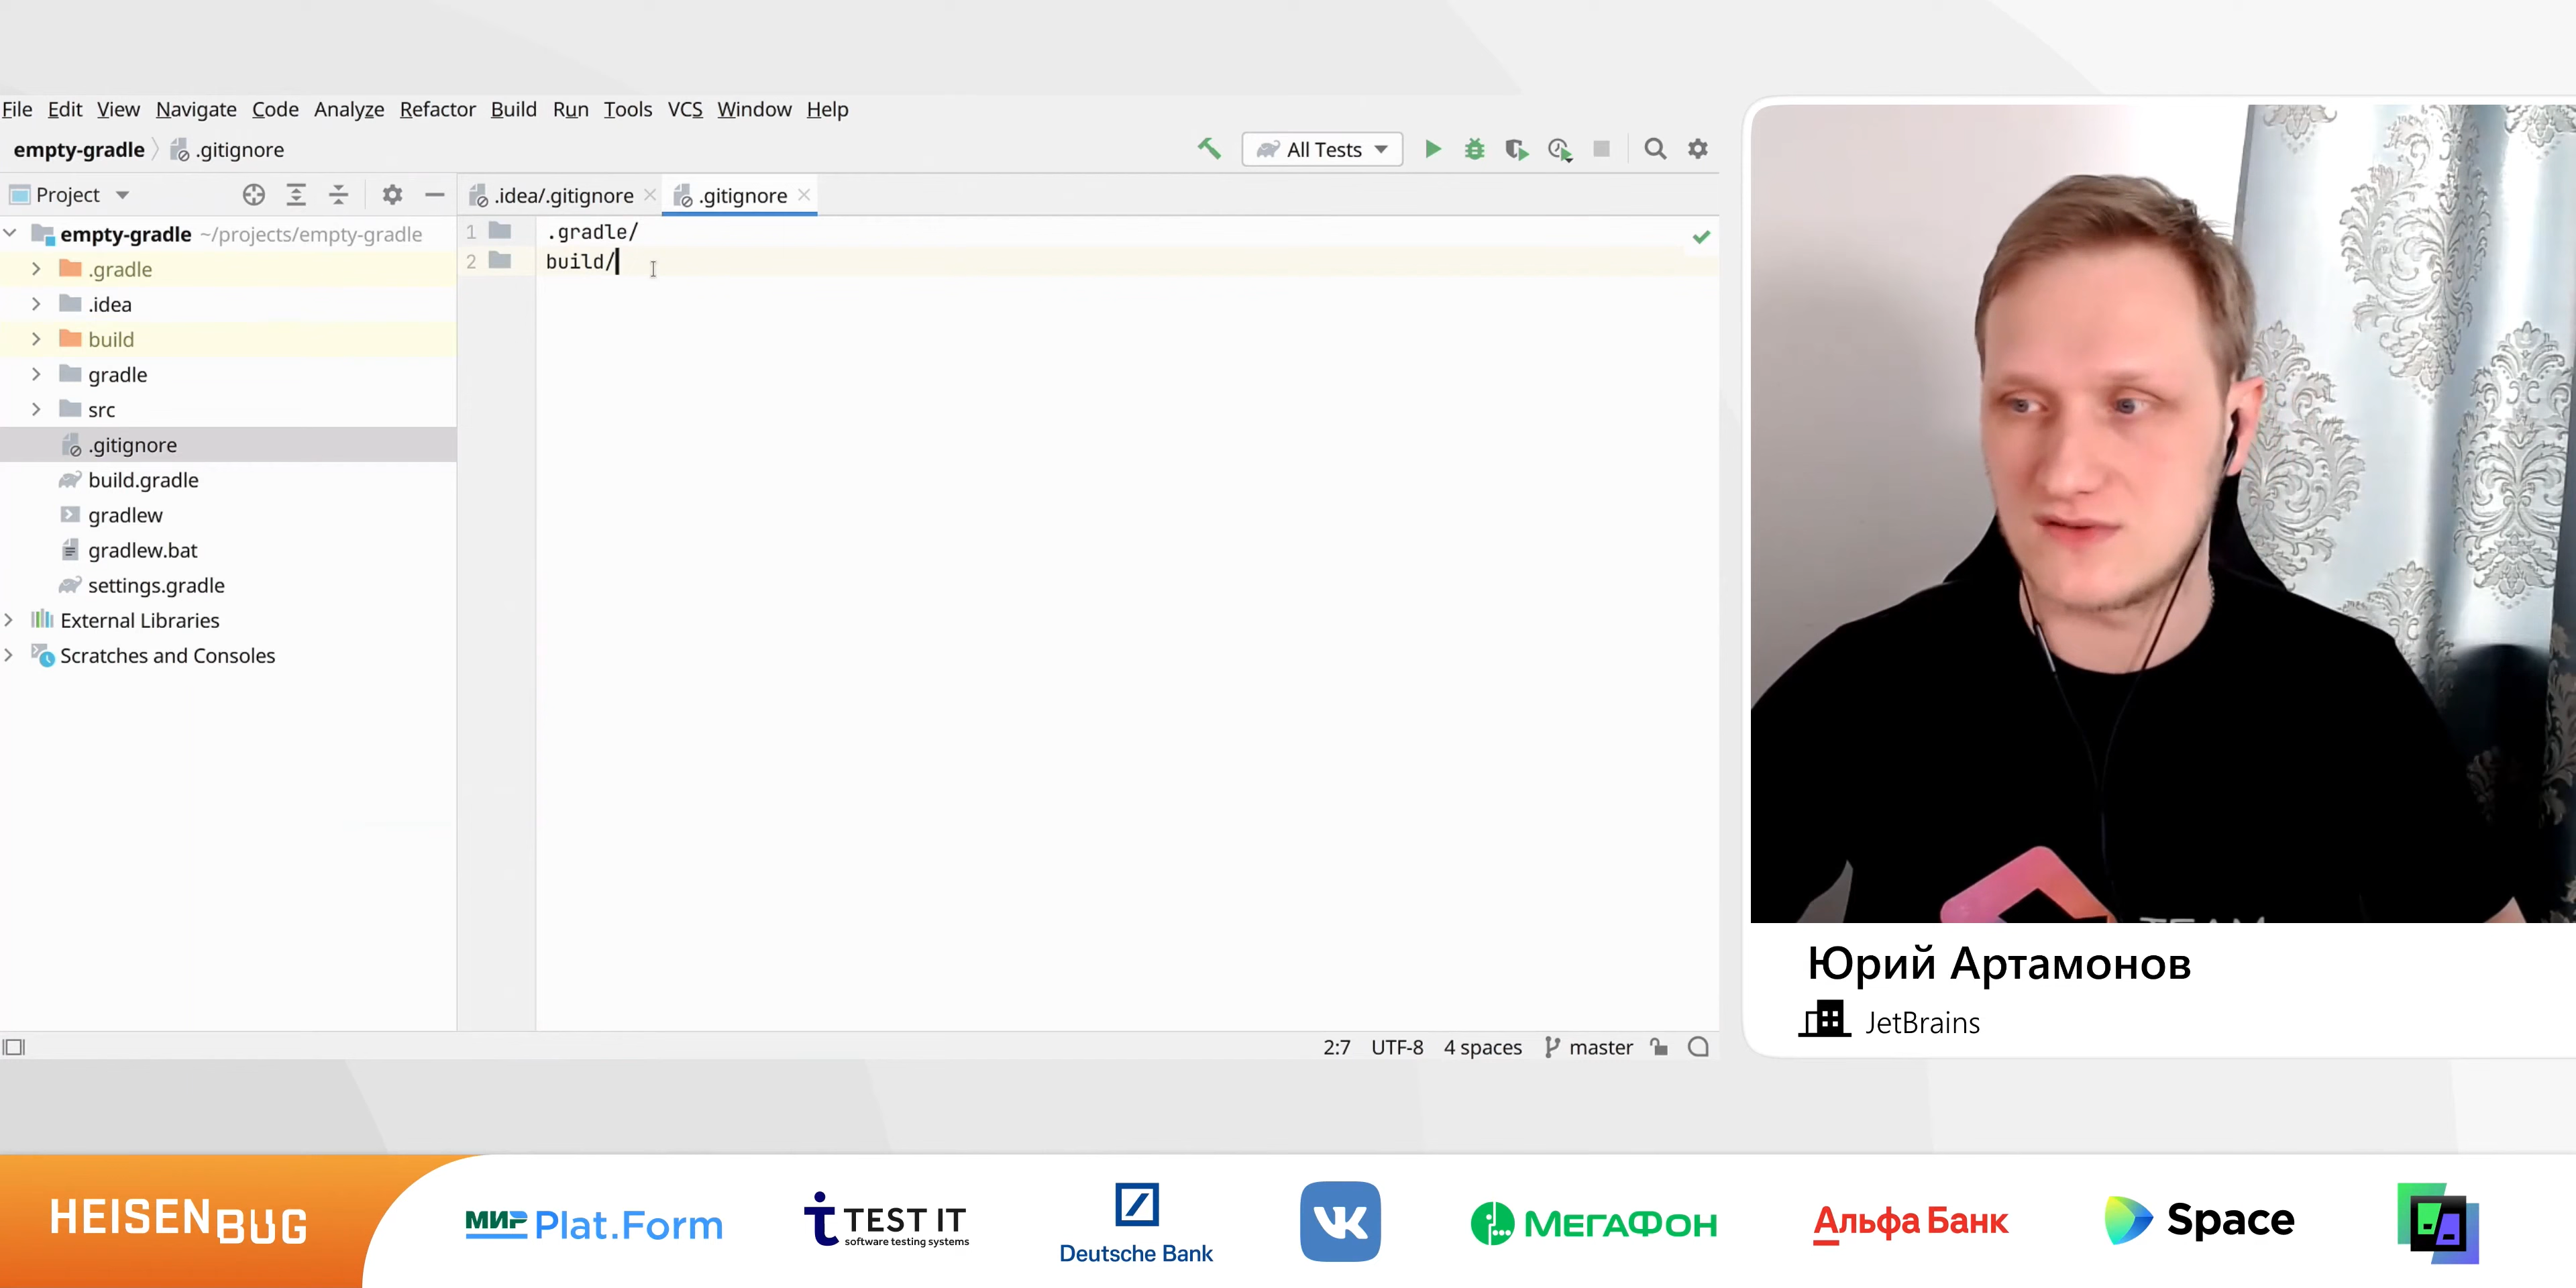 File Edit View Navigate Code Analyze Refactor Build Run Tools VCS Window Help
empty-gradle .gitignore
All Tests
Project
.idea/.gitignore
.gitignore
empty-gradle ~/projects/empty-gradle
.gradle
.idea
build
gradle
src
.gitignore
build.gradle
gradlew
gradlew.bat
settings.gradle
External Libraries
Scratches and Consoles
1 .gradle/
2 build/
2:7 UTF-8 4 spaces master
Юрий Артамонов
JetBrains
HEISENBUG
МИР Plat.Form
TEST IT
software testing systems
Deutsche Bank
VK
МЕГАФОН
Альфа Банк
Space